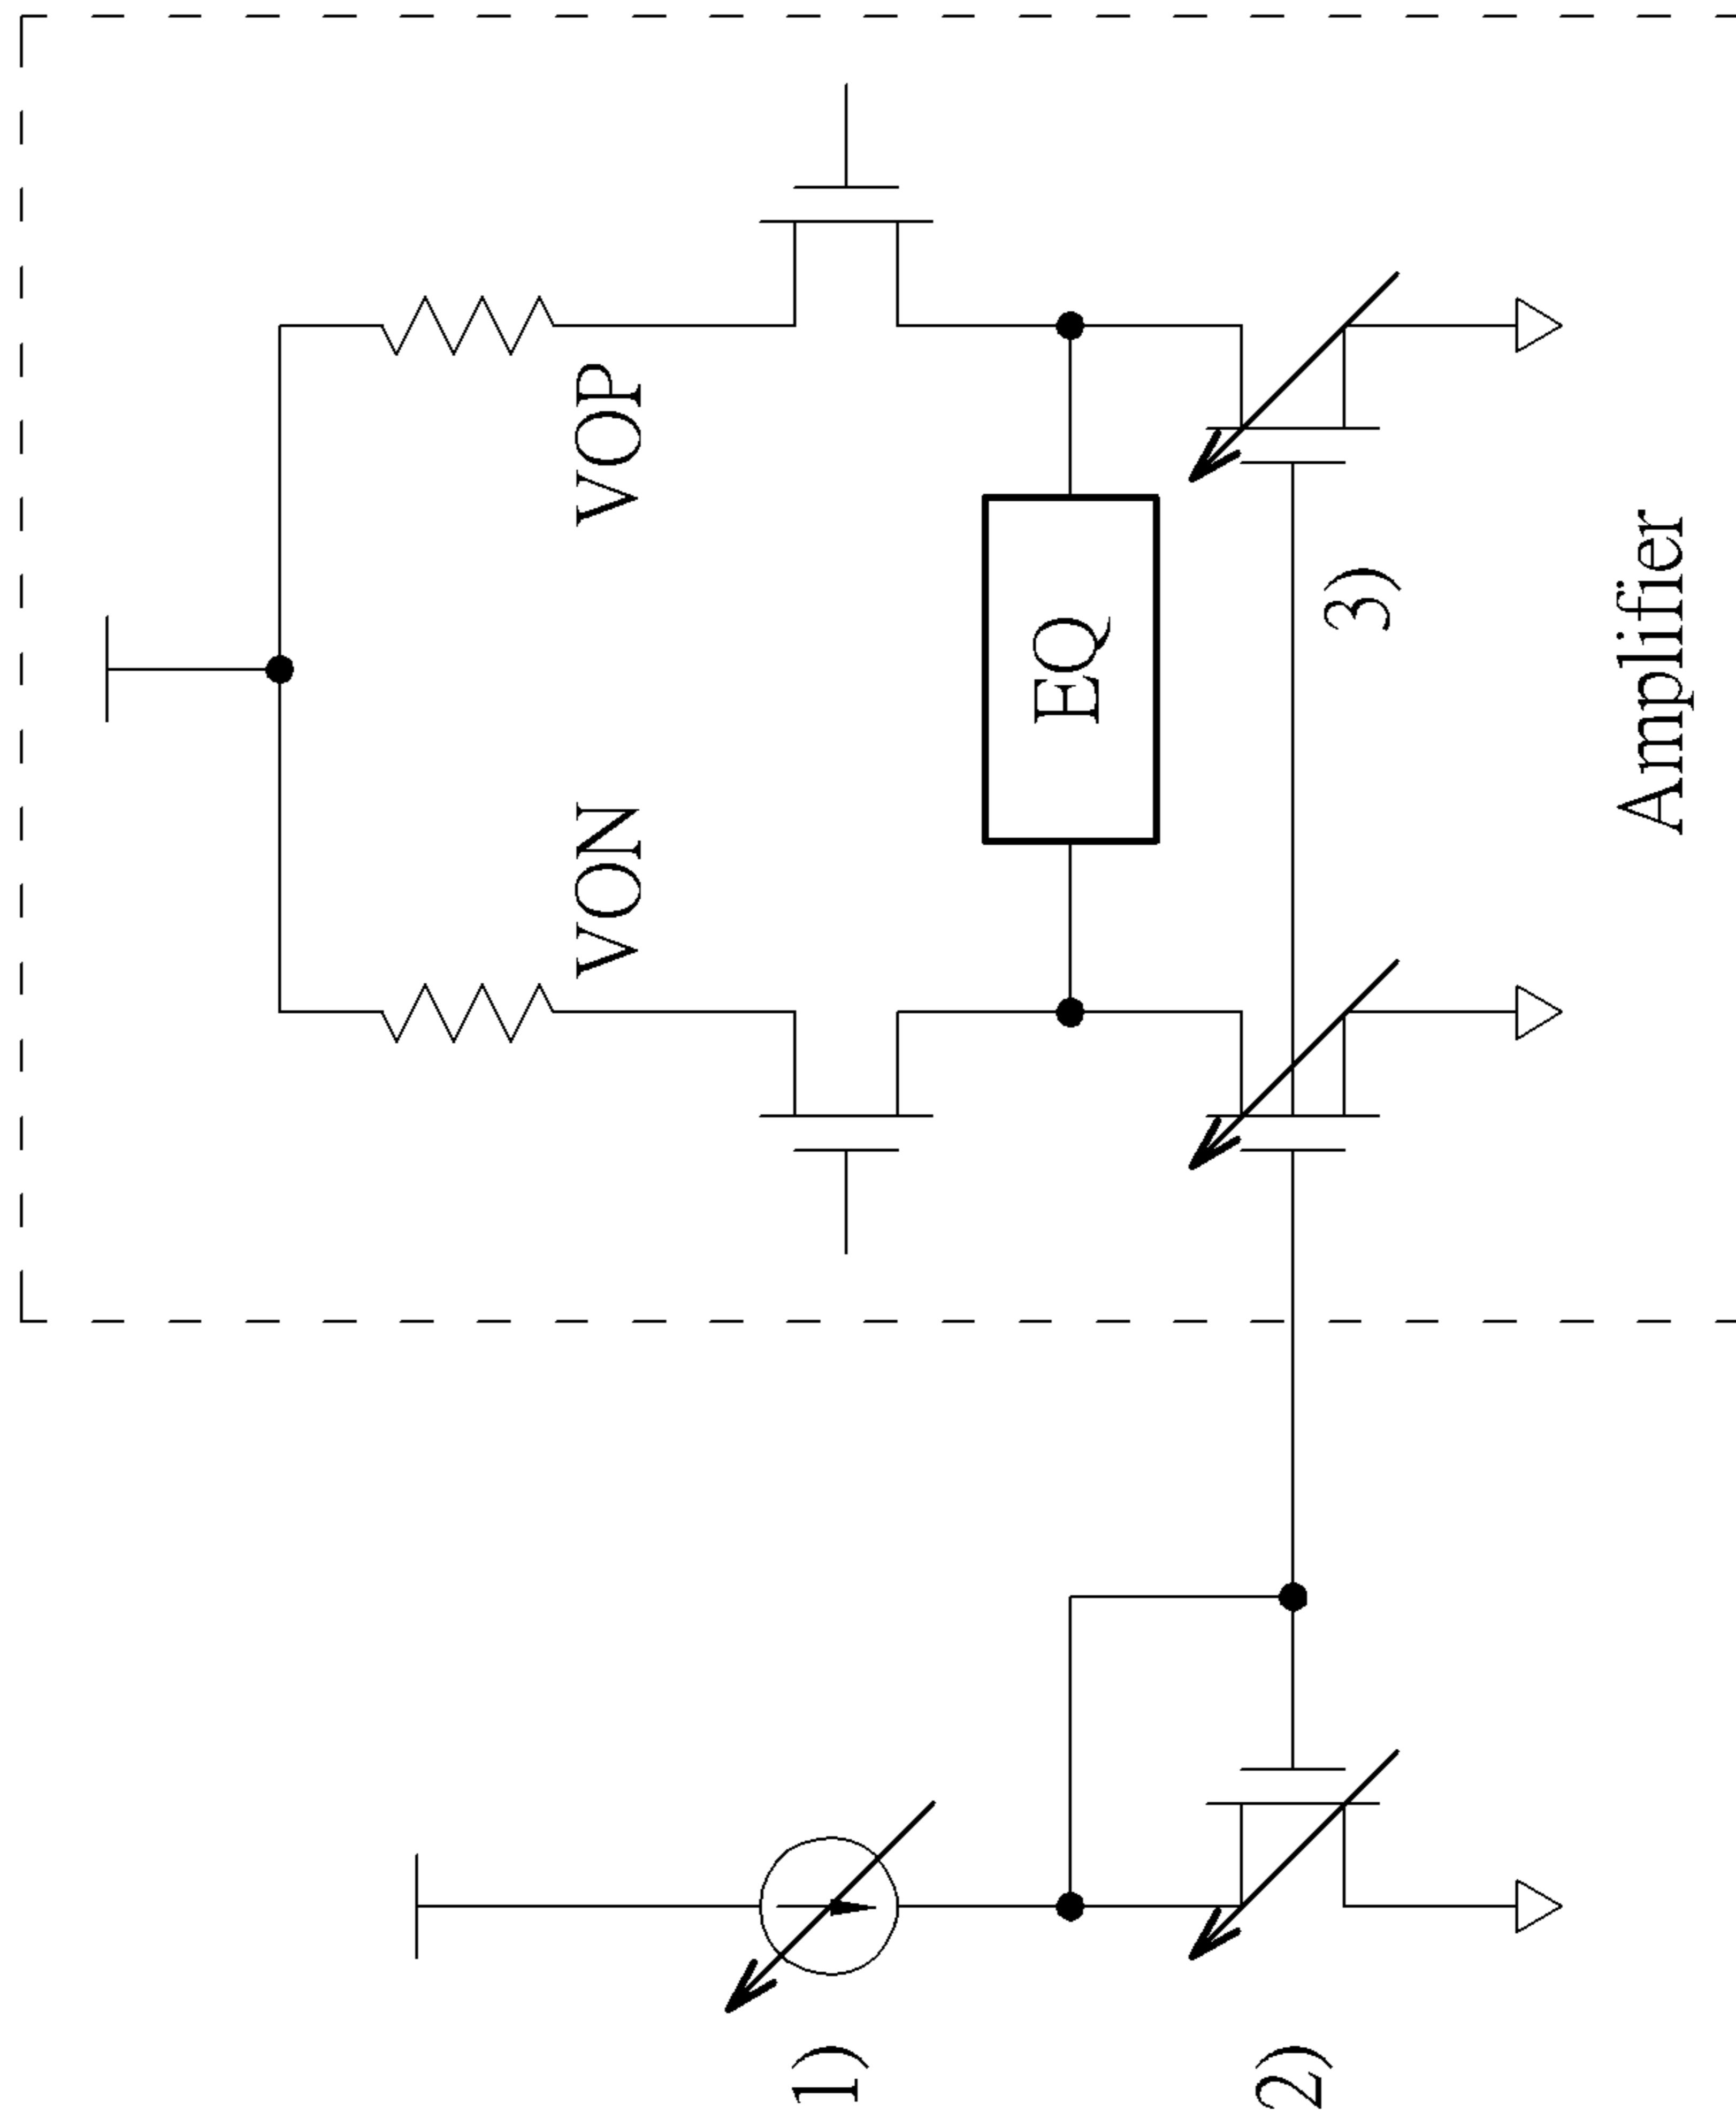 VON
VOP
EQ
1)
2)
3)
Amplifier